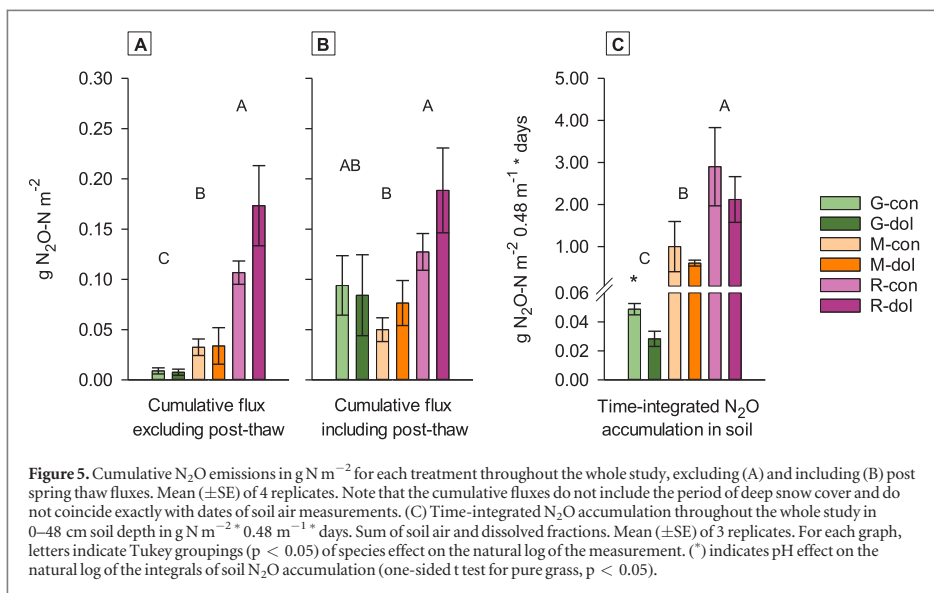 A
B
C
g N2O-N m-2
0.30
0.25
0.20
0.15
0.10
0.05
0.00
C
B
A
Cumulative flux
excluding post-thaw
AB
B
A
Cumulative flux
including post-thaw
g N2O-N m-2 0.48 m-1 * days
5.00
4.00
3.00
2.00
1.00
0.06
0.04
0.02
0.00
*
C
B
A
Time-integrated N2O
accumulation in soil
G-con
G-dol
M-con
M-dol
R-con
R-dol
Figure 5. Cumulative N2O emissions in g N m−2 for each treatment throughout the whole study, excluding (A) and including (B) post
spring thaw fluxes. Mean (±SE) of 4 replicates. Note that the cumulative fluxes do not include the period of deep snow cover and do
not coincide exactly with dates of soil air measurements. (C) Time-integrated N2O accumulation throughout the whole study in
0–48 cm soil depth in g N m−2 * 0.48 m−1 * days. Sum of soil air and dissolved fractions. Mean (±SE) of 3 replicates. For each graph,
letters indicate Tukey groupings (p < 0.05) of species effect on the natural log of the measurement. (*) indicates pH effect on the
natural log of the integrals of soil N2O accumulation (one-sided t test for pure grass, p < 0.05).